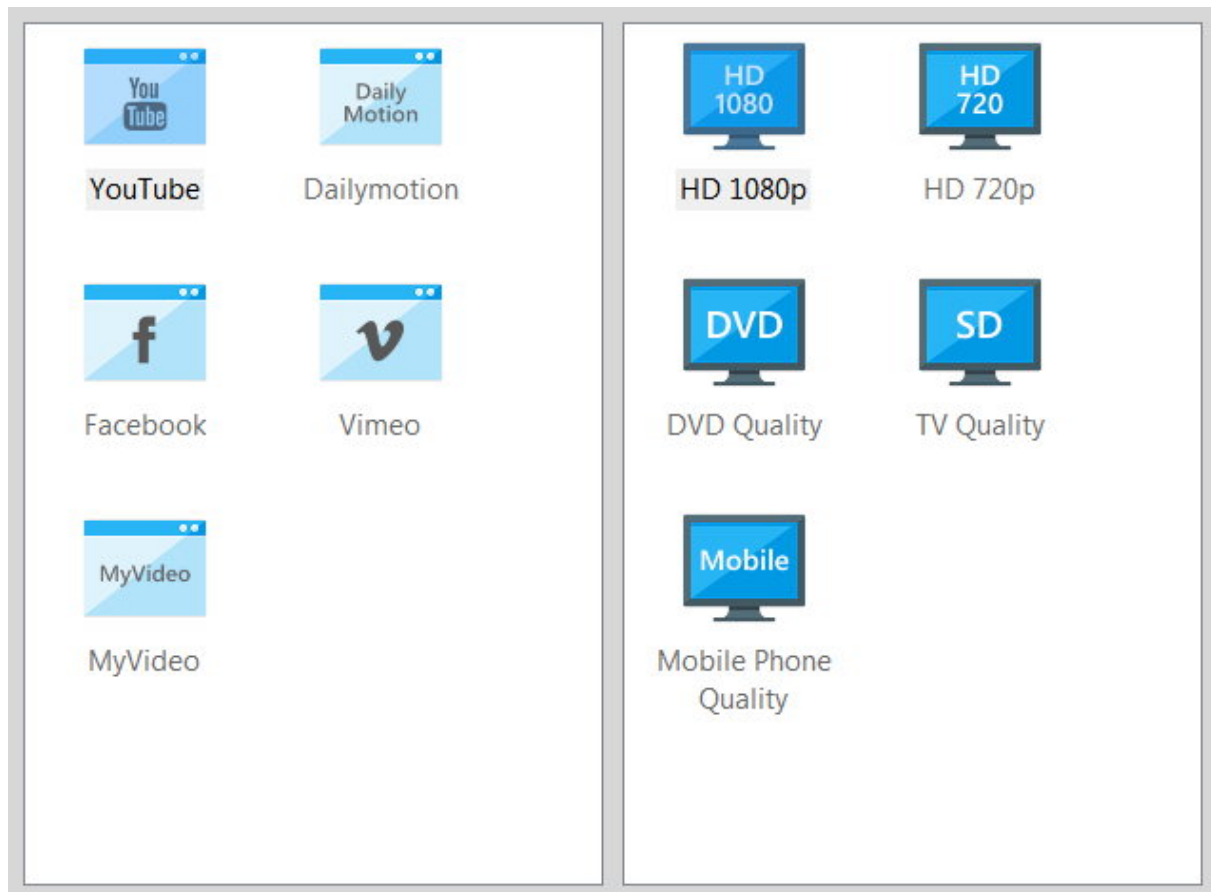 You
Tube
Daily
Motion
YouTube
Dailymotion
f
v
Facebook
Vimeo
MyVideo
MyVideo
HD
1080
HD
720
HD 1080p
HD 720p
DVD
SD
DVD Quality
TV Quality
Mobile
Mobile Phone
Quality